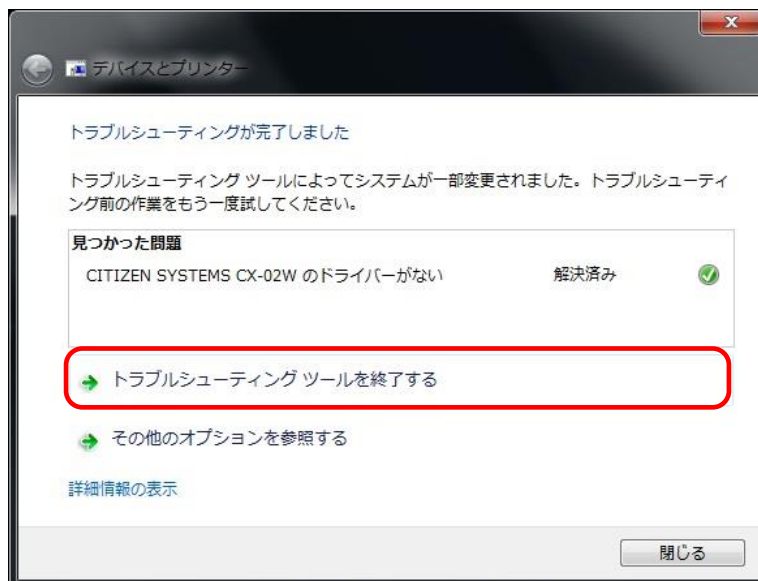 デバイスとプリンター
トラブルシューティングが完了しました
トラブルシューティング ツールによってシステムが一部変更されました。トラブルシューティ
ング前の作業をもう一度試してください。
見つかった問題
CITIZEN SYSTEMS CX-02W のドライバーがない 解決済み
トラブルシューティング ツールを終了する
その他のオプションを参照する
詳細情報の表示
閉じる